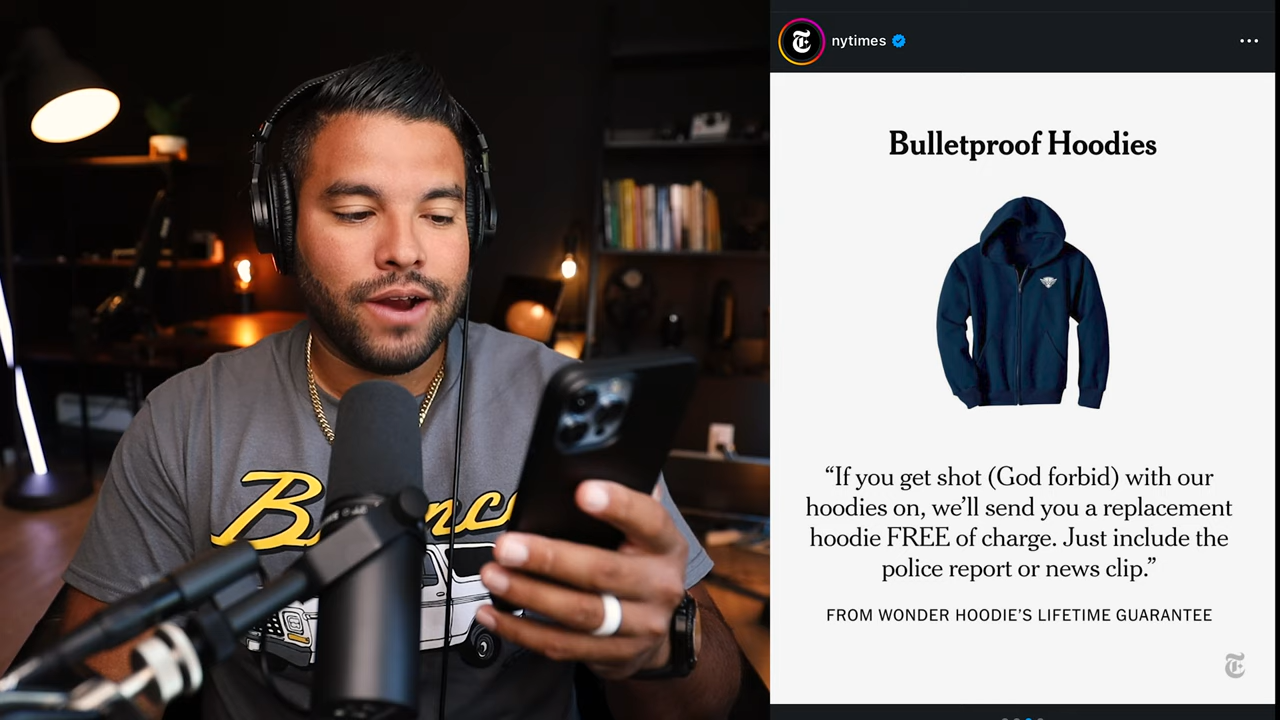 nytimes
Bulletproof Hoodies
“If you get shot (God forbid) with our
hoodies on, we’ll send you a replacement
hoodie FREE of charge. Just include the
police report or news clip.”
FROM WONDER HOODIE’S LIFETIME GUARANTEE